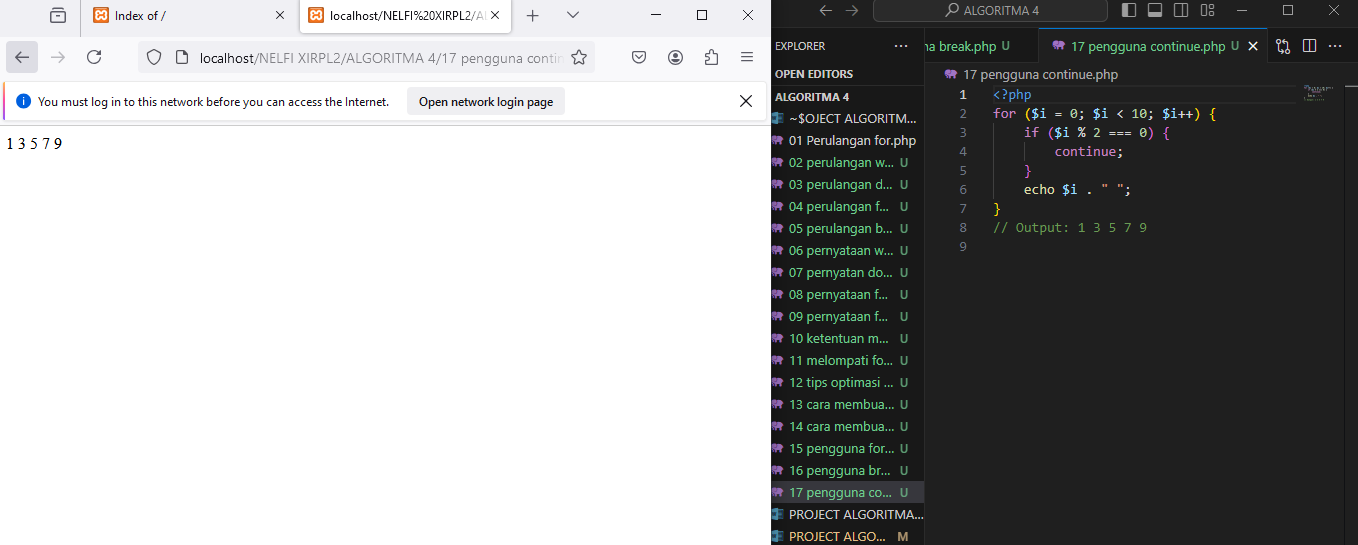 Index of /
localhost/NELFI%20XIRPL2/AL
localhost/NELFI XIRPL2/ALGORITMA 4/17 pengguna contin
You must log in to this network before you can access the Internet.
Open network login page
1 3 5 7 9
ALGORITMA 4
EXPLORER
OPEN EDITORS
ALGORITMA 4
~$OJECT ALGORITM...
01 Perulangan for.php
02 perulangan w... U
03 perulangan d... U
04 perulangan f... U
05 perulangan b... U
06 pernyataan w... U
07 pernyatan do... U
08 pernyataan f... U
09 pernyataan f... U
10 ketentuan m... U
11 melompati fo... U
12 tips optimasi ... U
13 cara membua... U
14 cara membua... U
15 pengguna for... U
16 pengguna br... U
17 pengguna co... U
PROJECT ALGORITMA...
PROJECT ALGO... M
na break.php U
17 pengguna continue.php U
17 pengguna continue.php
1 <?php
2 for ($i = 0; $i < 10; $i++) {
3 if ($i % 2 === 0) {
4 continue;
5 }
6 echo $i . " ";
7 }
8 // Output: 1 3 5 7 9
9